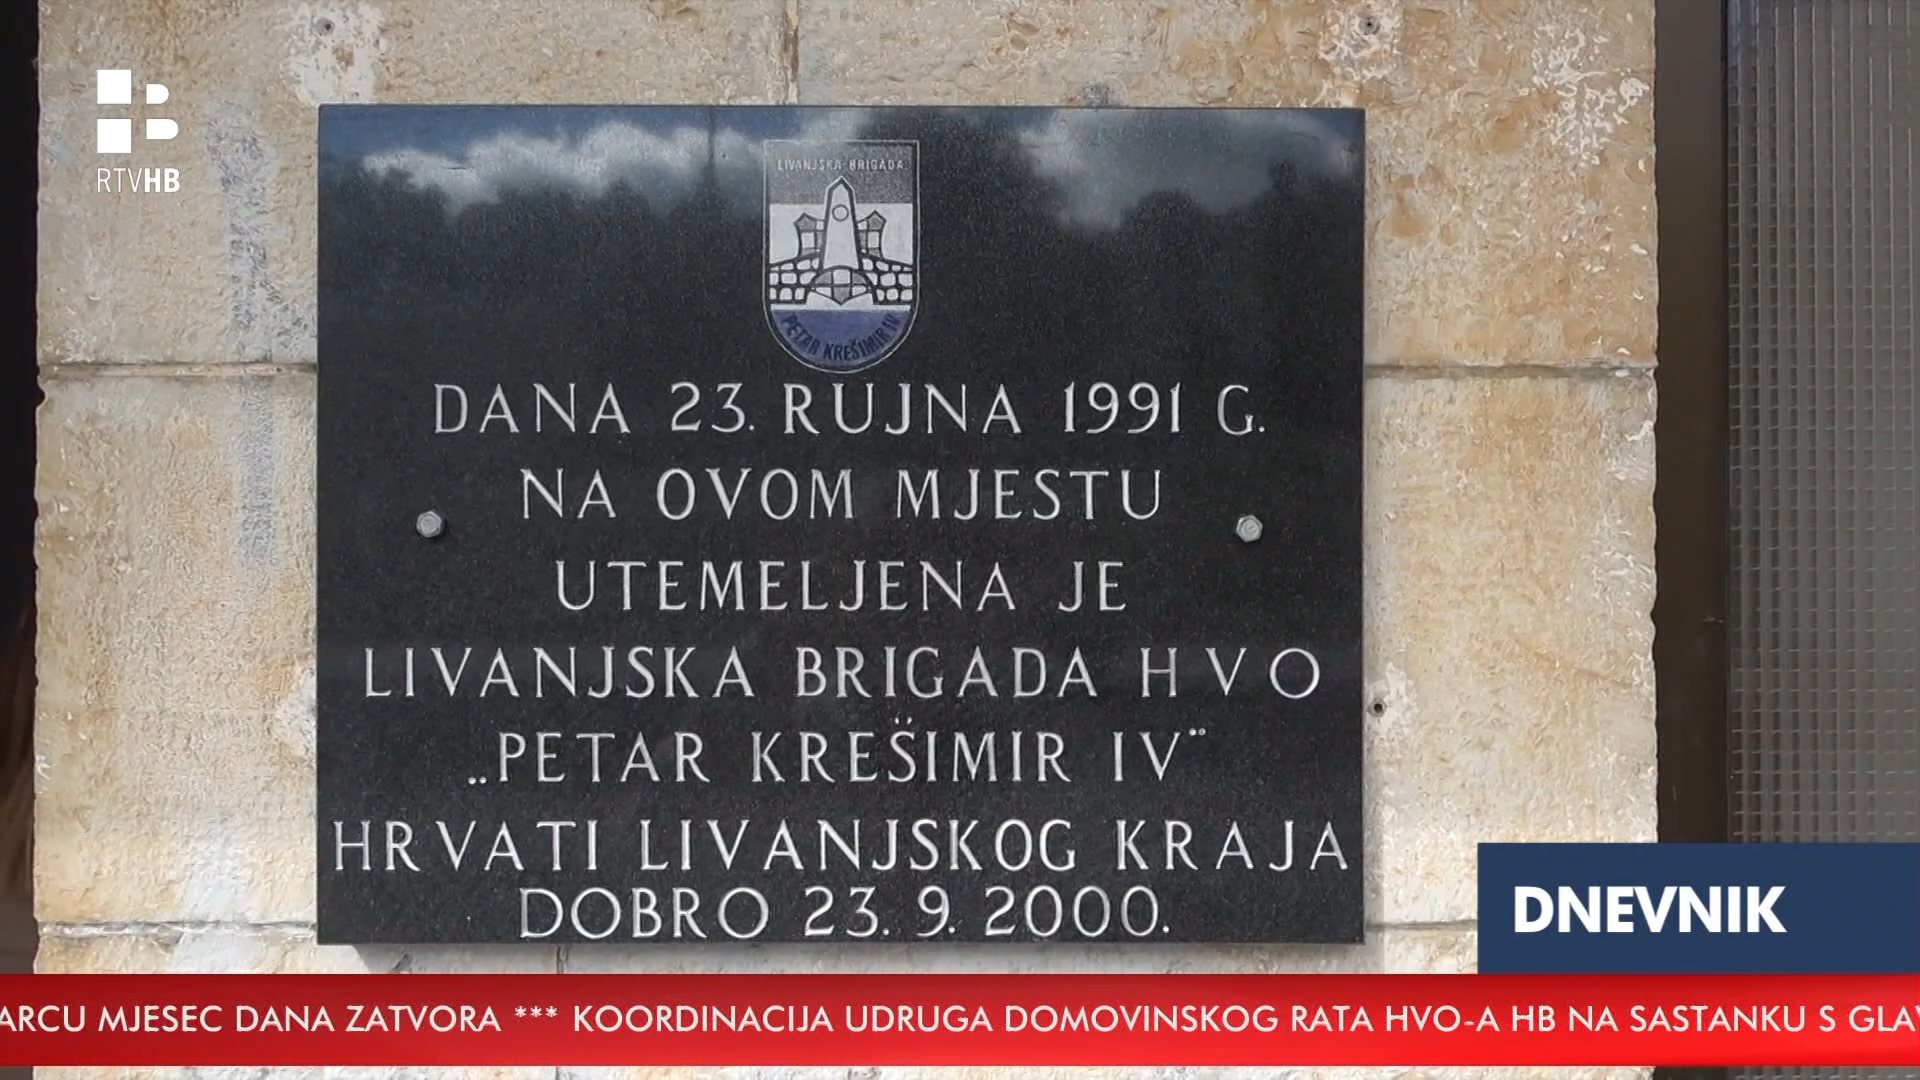 RTVHB
LIVANJSKA BRIGADA
PETAR KREŠIMIR IV
DANA 23. RUJNA 1991 G.
NA OVOM MJESTU
UTEMELJENA JE
LIVANJSKA BRIGADA HVO
„PETAR KREŠIMIR IV¨
HRVATI LIVANJSKOG KRAJA
DOBRO 23. 9. 2000.
DNEVNIK
ARCU MJESEC DANA ZATVORA *** KOORDINACIJA UDRUGA DOMOVINSKOG RATA HVO-A HB NA SASTANKU S GLAV